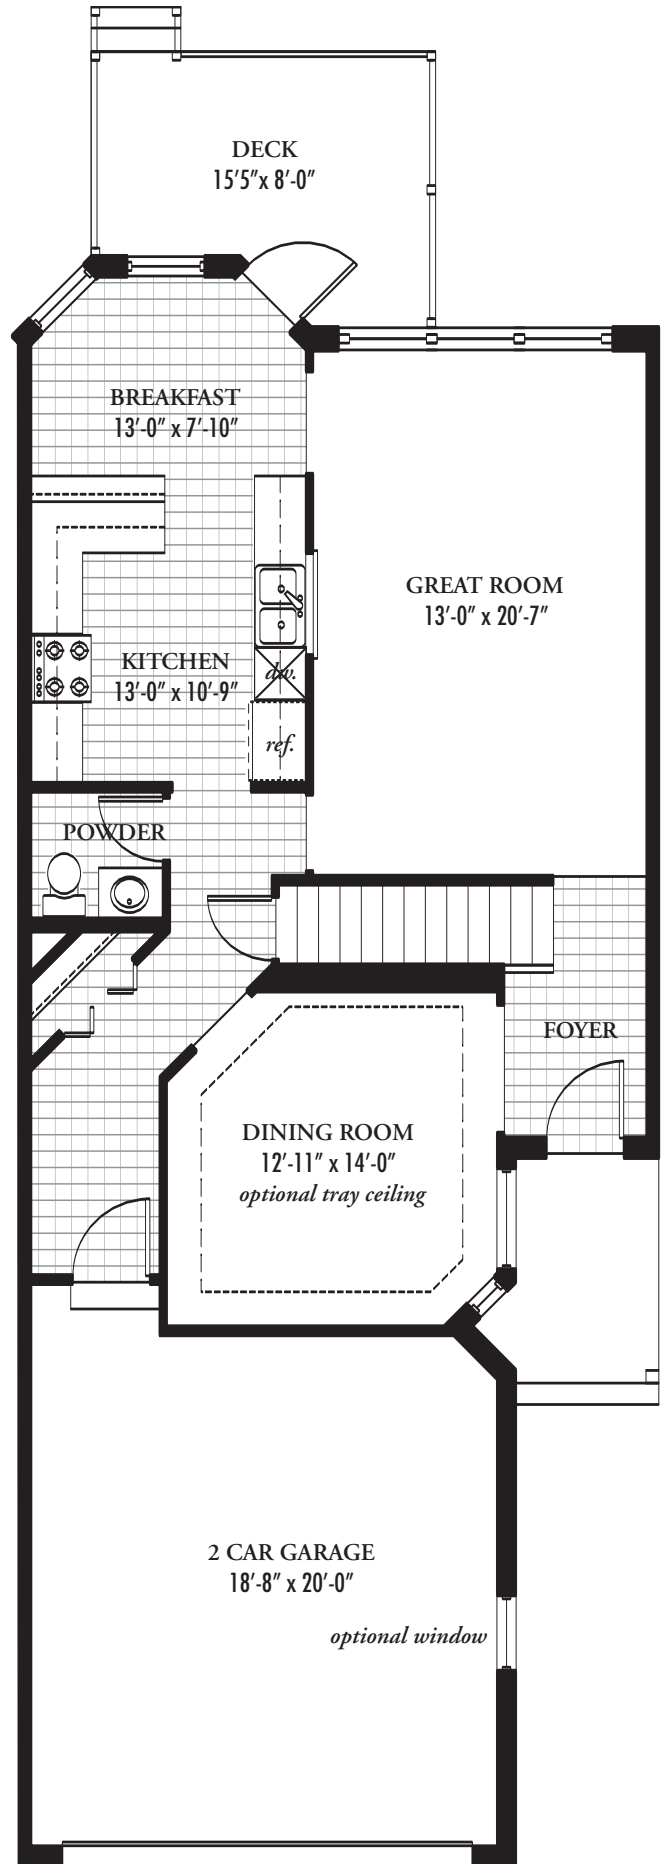 DECK
15'5"x 8'-0"
BREAKFAST
13'-0" x 7'-10"
GREAT ROOM
13'-0" x 20'-7"
KITCHEN
13'-0" x 10'-9"
dw.
ref.
POWDER
FOYER
DINING ROOM
12'-11" x 14'-0"
optional tray ceiling
2 CAR GARAGE
18'-8" x 20'-0"
optional window